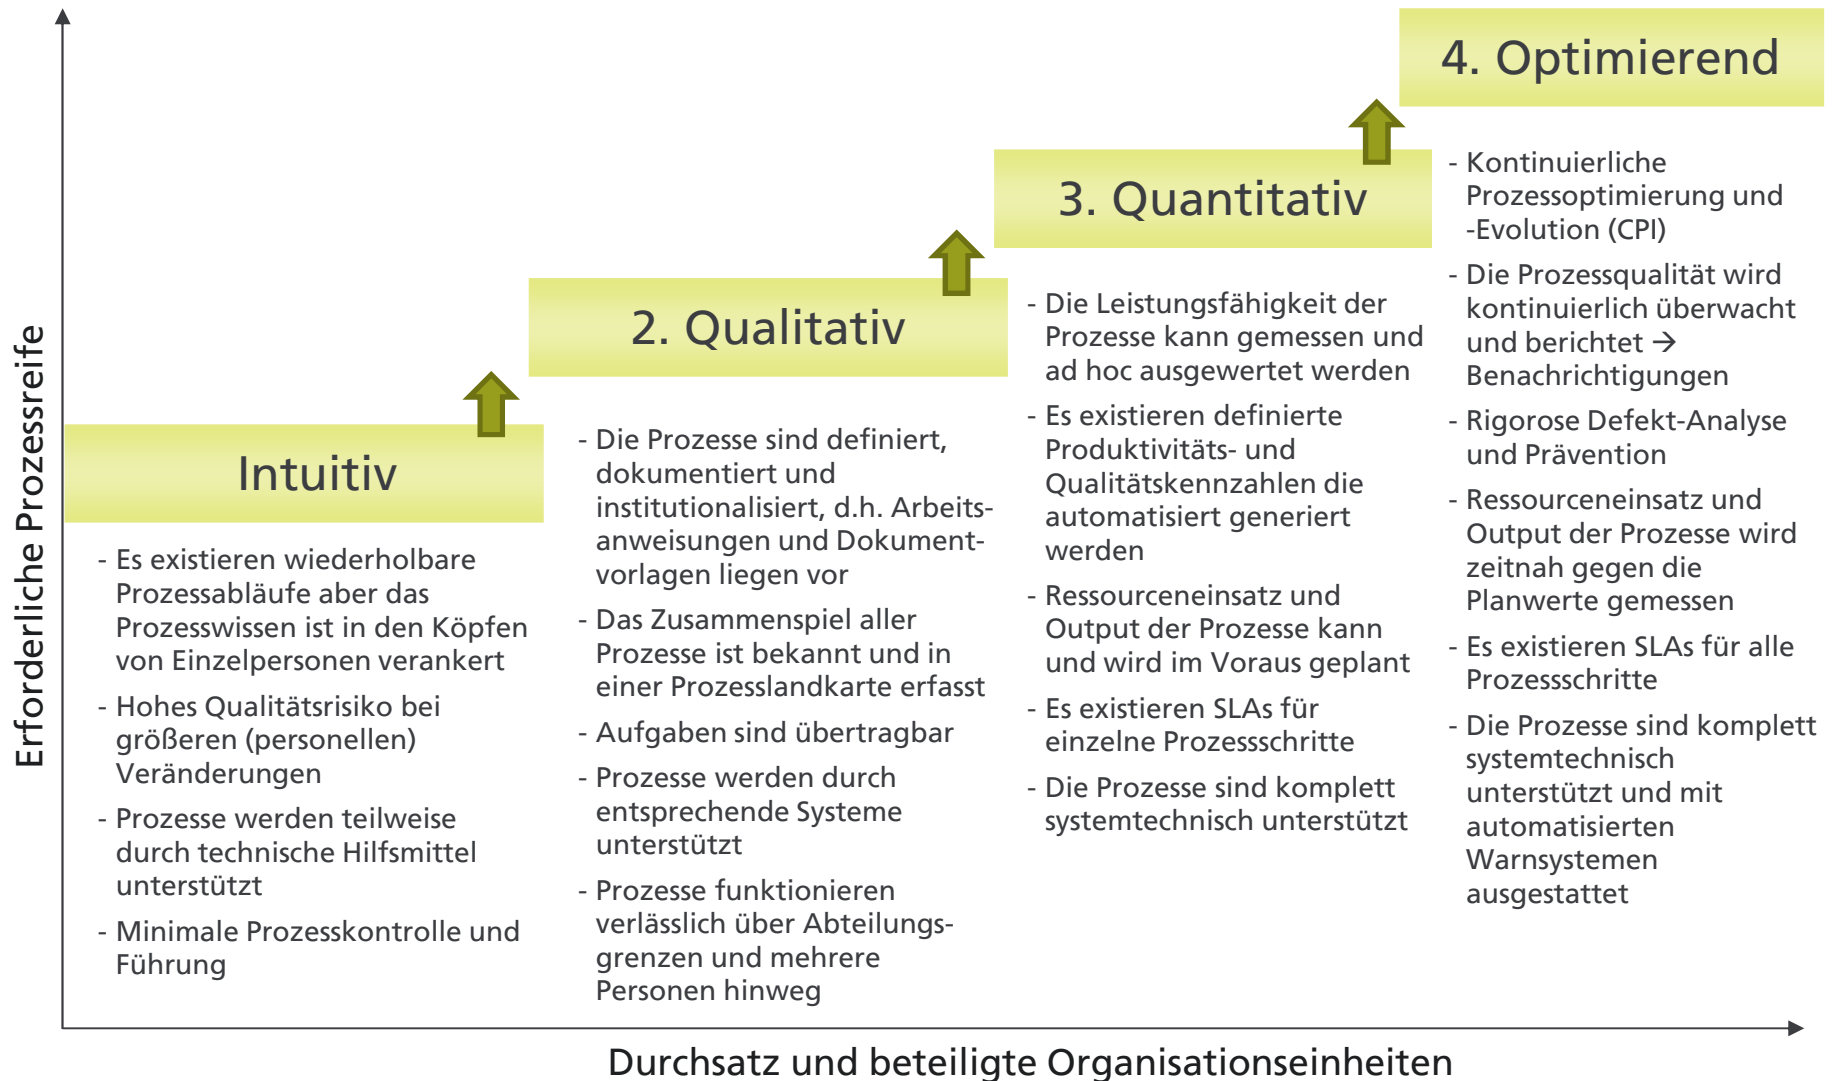 Erforderliche Prozessreife
Intuitiv
- Es existieren wiederholbare
Prozessabläufe aber das
Prozesswissen ist in den Köpfen
von Einzelpersonen verankert
- Hohes Qualitätsrisiko bei
größeren (personellen)
Veränderungen
- Prozesse werden teilweise
durch technische Hilfsmittel
unterstützt
- Minimale Prozesskontrolle und
Führung
2. Qualitativ
- Die Prozesse sind definiert,
dokumentiert und
institutionalisiert, d.h. Arbeits-
anweisungen und Dokument-
vorlagen liegen vor
- Das Zusammenspiel aller
Prozesse ist bekannt und in
einer Prozesslandkarte erfasst
- Aufgaben sind übertragbar
- Prozesse werden durch
entsprechende Systeme
unterstützt
- Prozesse funktionieren
verlässlich über Abteilungs-
grenzen und mehrere
Personen hinweg
3. Quantitativ
- Die Leistungsfähigkeit der
Prozesse kann gemessen und
ad hoc ausgewertet werden
- Es existieren definierte
Produktivitäts- und
Qualitätskennzahlen die
automatisiert generiert
werden
- Ressourceneinsatz und
Output der Prozesse kann
und wird im Voraus geplant
- Es existieren SLAs für
einzelne Prozessschritte
- Die Prozesse sind komplett
systemtechnisch unterstützt
4. Optimierend
- Kontinuierliche
Prozessoptimierung und
-Evolution (CPI)
- Die Prozessqualität wird
kontinuierlich überwacht
und berichtet →
Benachrichtigungen
- Rigorose Defekt-Analyse
und Prävention
- Ressourceneinsatz und
Output der Prozesse wird
zeitnah gegen die
Planwerte gemessen
- Es existieren SLAs für alle
Prozessschritte
- Die Prozesse sind komplett
systemtechnisch
unterstützt und mit
automatisierten
Warnsystemen
ausgestattet
Durchsatz und beteiligte Organisationseinheiten